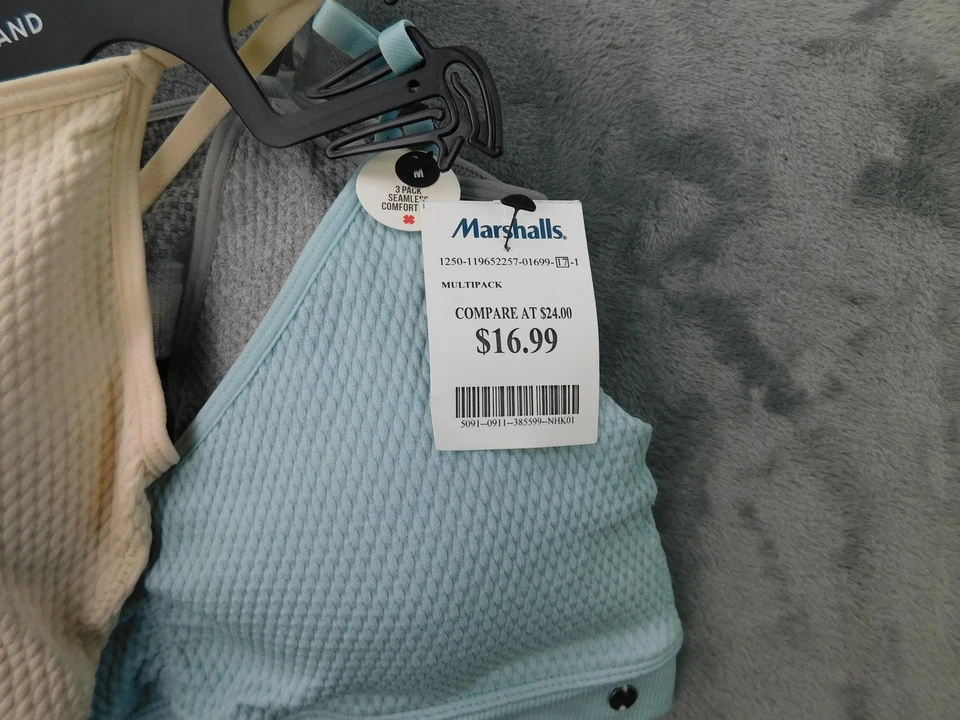 AND
M
3 PACK
SEAMLESS
COMFORT
Marshalls.
1250-119652257-01699-17-1
MULTIPACK
COMPARE AT $24.00
$16.99
5091--0911--385599--NHK01